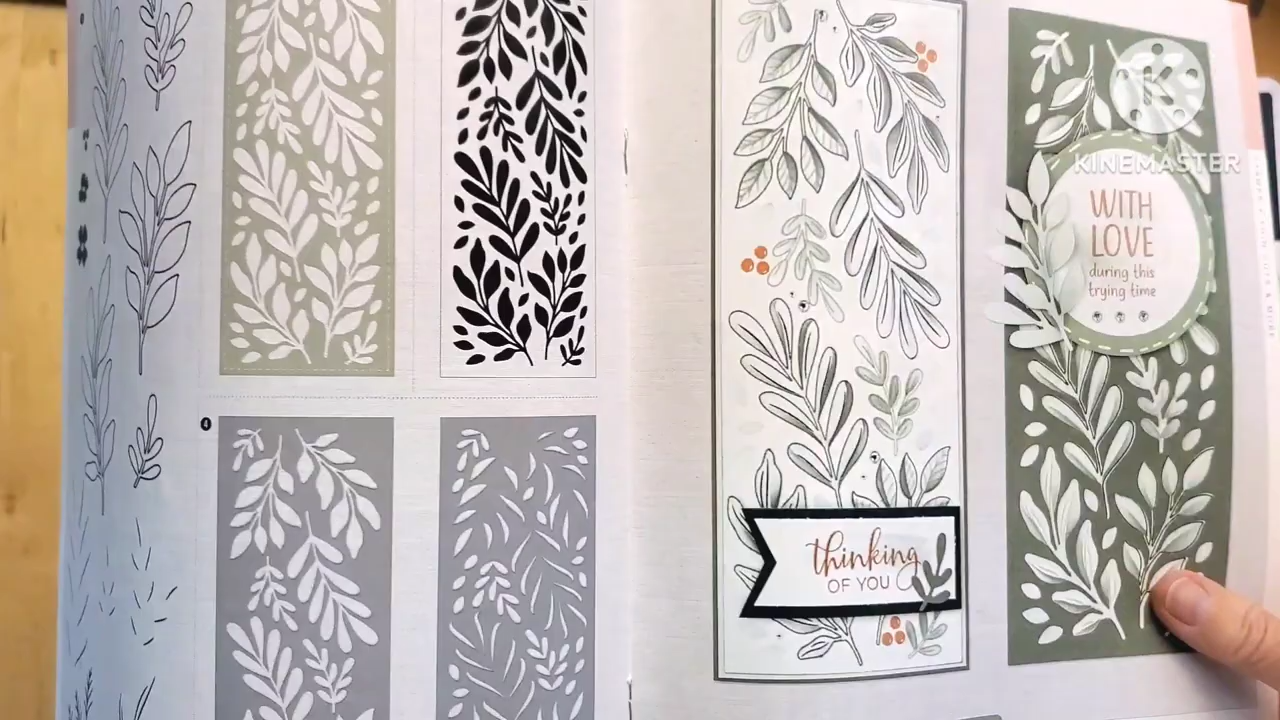 4
thinking
OF YOU
WITH
LOVE
during this
trying time
K
KINEMASTER